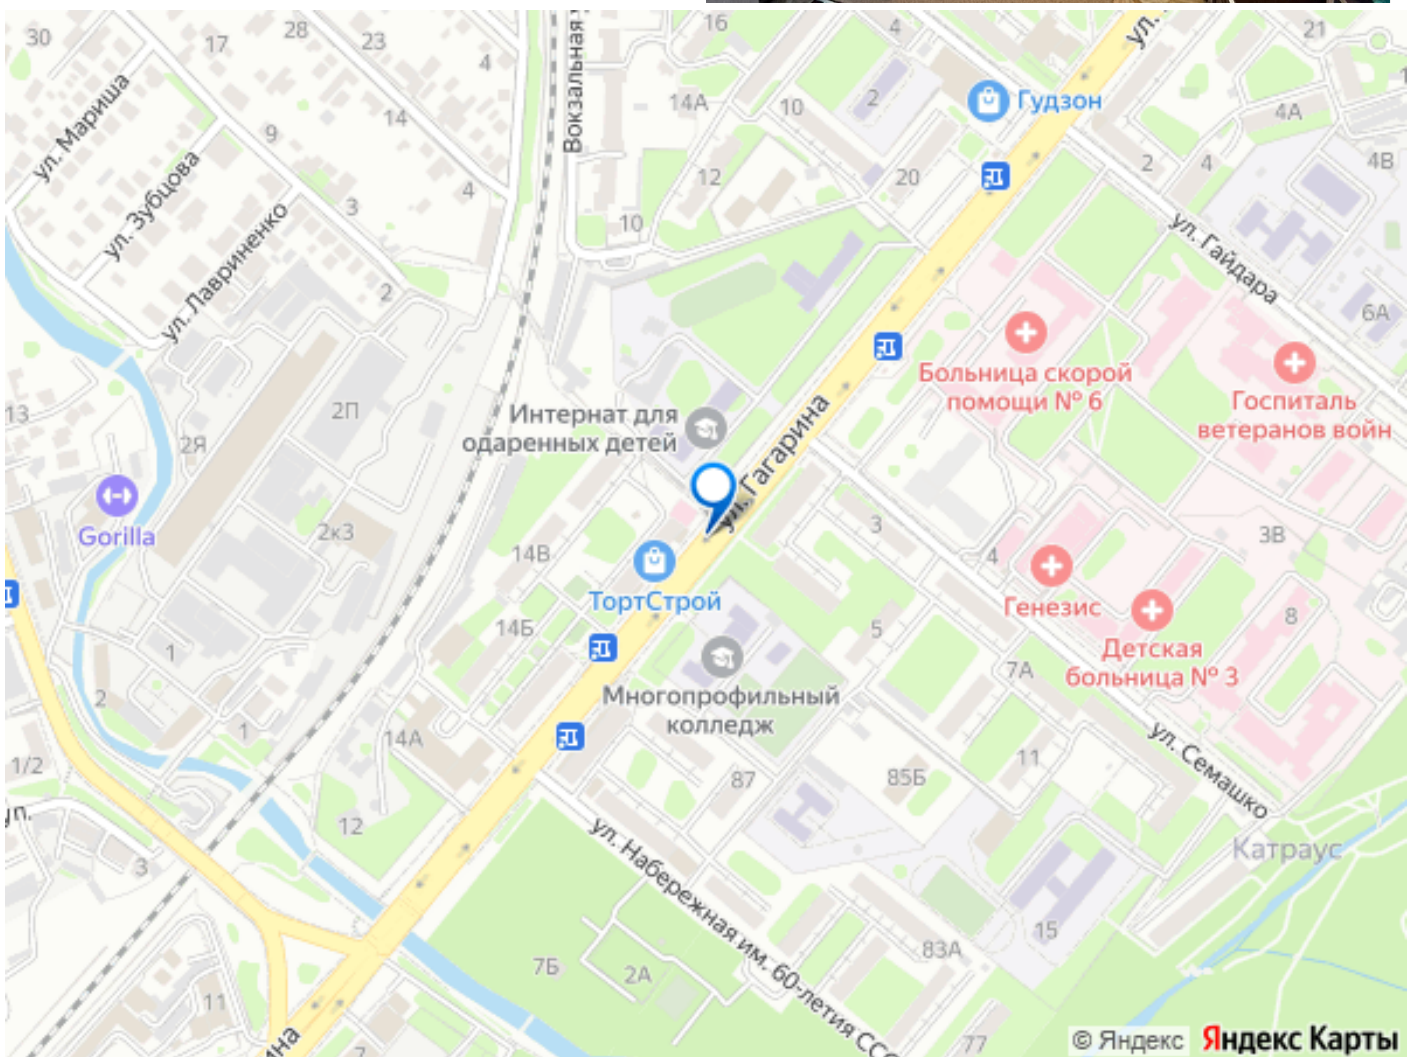 30
17
28
23
4
14
9
3
4
2
ул. Мариша
ул. Зубцова
ул. Лавриненко
Вокзальная
16
14А
10
2
4
12
20
10
Гудзон
21
4А
4В
2
4
6А
ул. Гайдара
Больница скорой
помощи № 6
Госпиталь
ветеранов войн
Интернат для
одаренных детей
ул. Гагарина
13
2Я
2П
2к3
Gorilla
14В
14Б
ТортСтрой
3
4
3В
Генезис
Детская
больница № 3
8
5
7А
Многопрофильный
колледж
1
2
1
1/2
14А
12
3
87
85Б
11
ул. Семашко
Катраус
ул. Набережная им. 60-летия ССС
7Б
2А
83А
15
11
77
© Яндекс Яндекс Карты